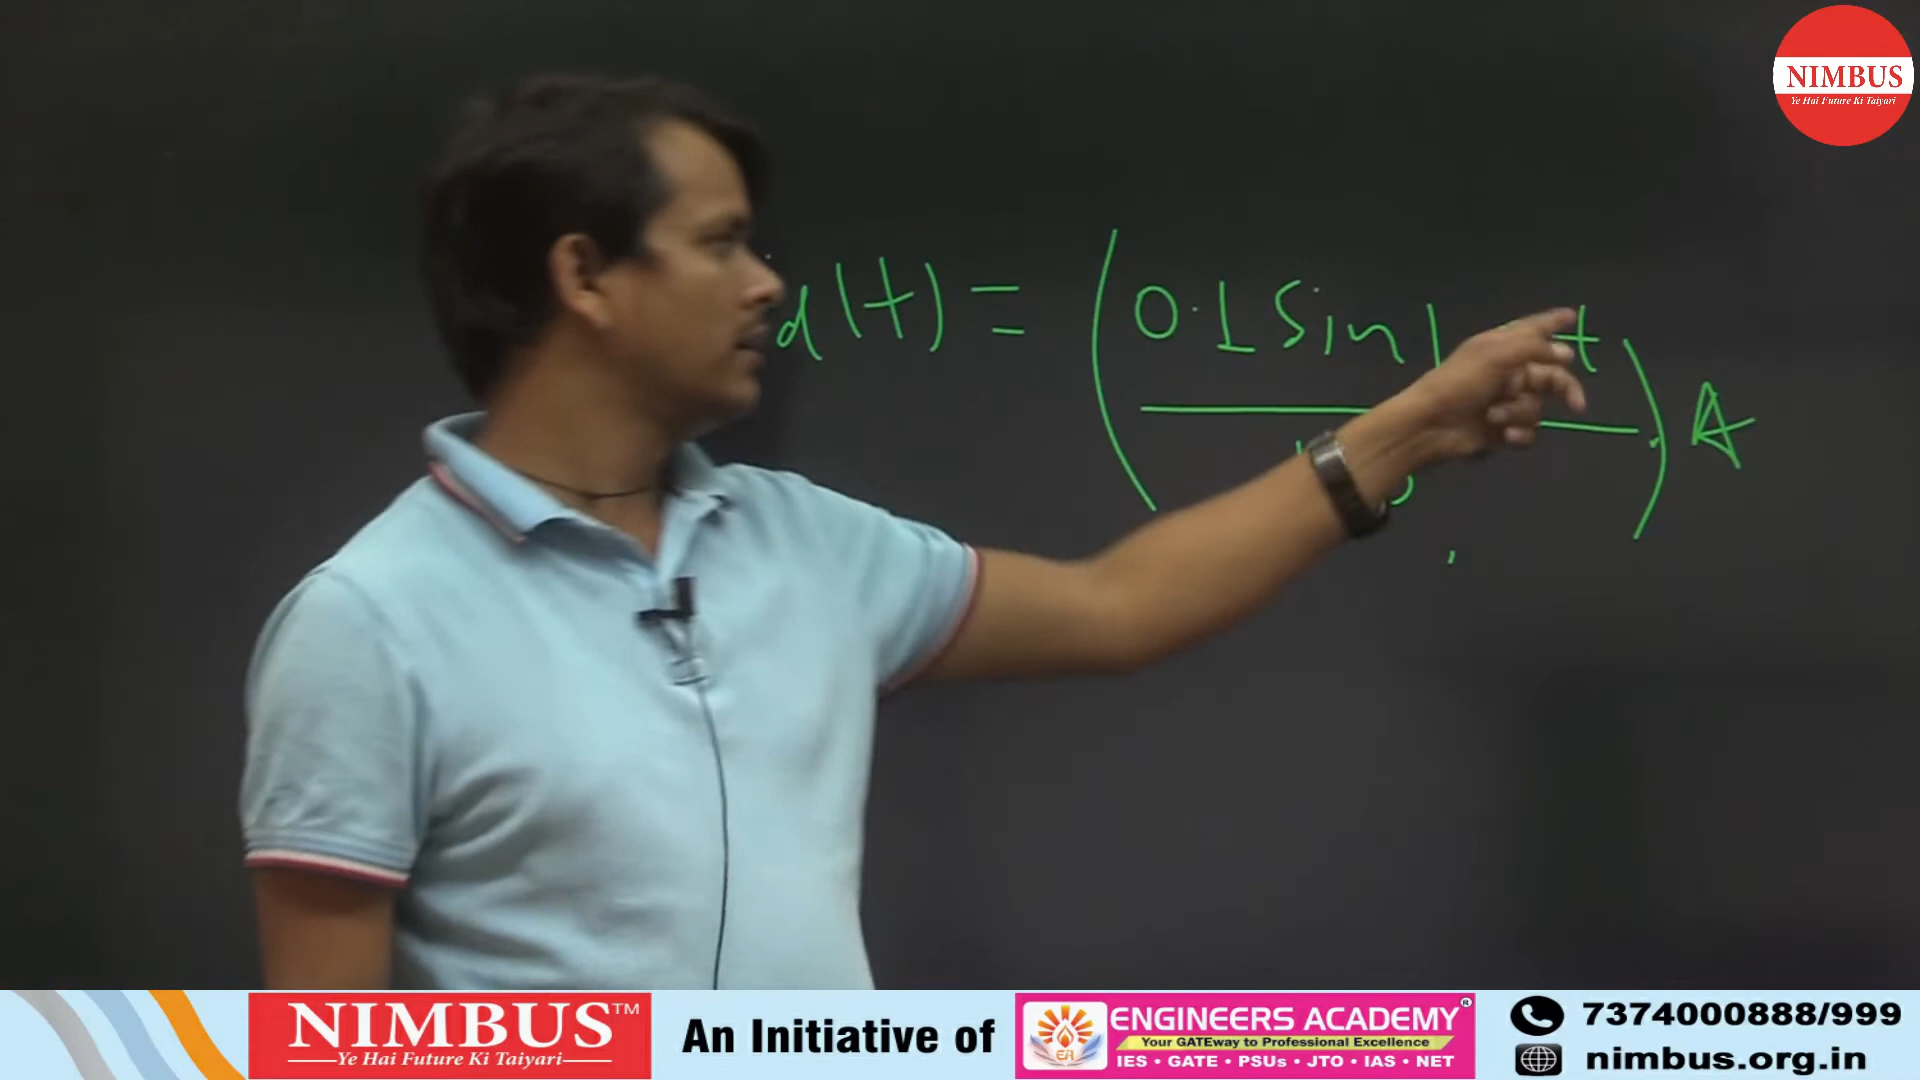 NIMBUS
Ye Hai Future Ki Taiyari
d(t) = (0.1 Sin t) A
NIMBUS™
Ye Hai Future Ki Taiyari
An Initiative of
ENGINEERS ACADEMY®
Your GATEway to Professional Excellence
IES • GATE • PSUs • JTO • IAS • NET
EA
7374000888/999
nimbus.org.in